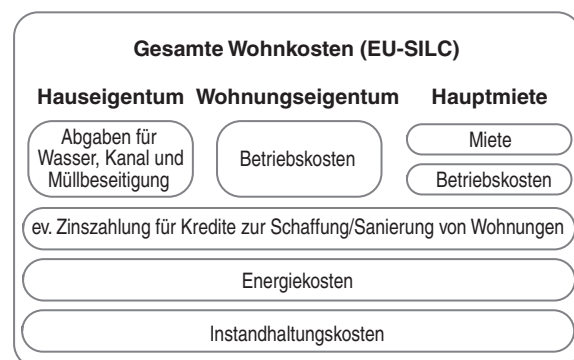 Gesamte Wohnkosten (EU-SILC)
Hauseigentum Wohnungseigentum Hauptmiete
Abgaben für
Wasser, Kanal und
Müllbeseitigung
Betriebskosten
Miete
Betriebskosten
ev. Zinszahlung für Kredite zur Schaffung/Sanierung von Wohnungen
Energiekosten
Instandhaltungskosten